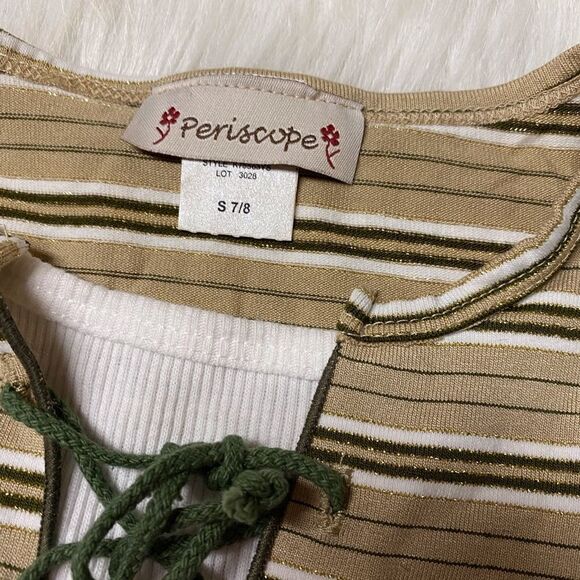 Periscope
STYLE
LOT 3028
S 7/8